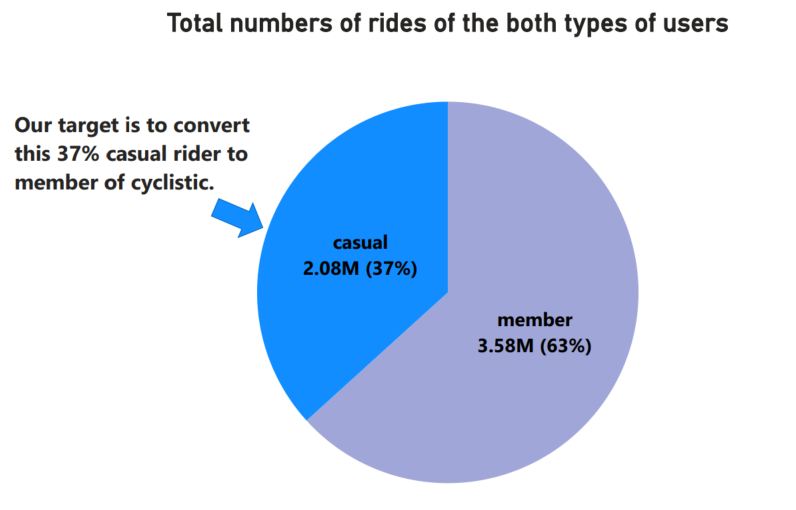 Total numbers of rides of the both types of users
Our target is to convert
this 37% casual rider to
member of cyclistic.
casual
2.08M (37%)
member
3.58M (63%)